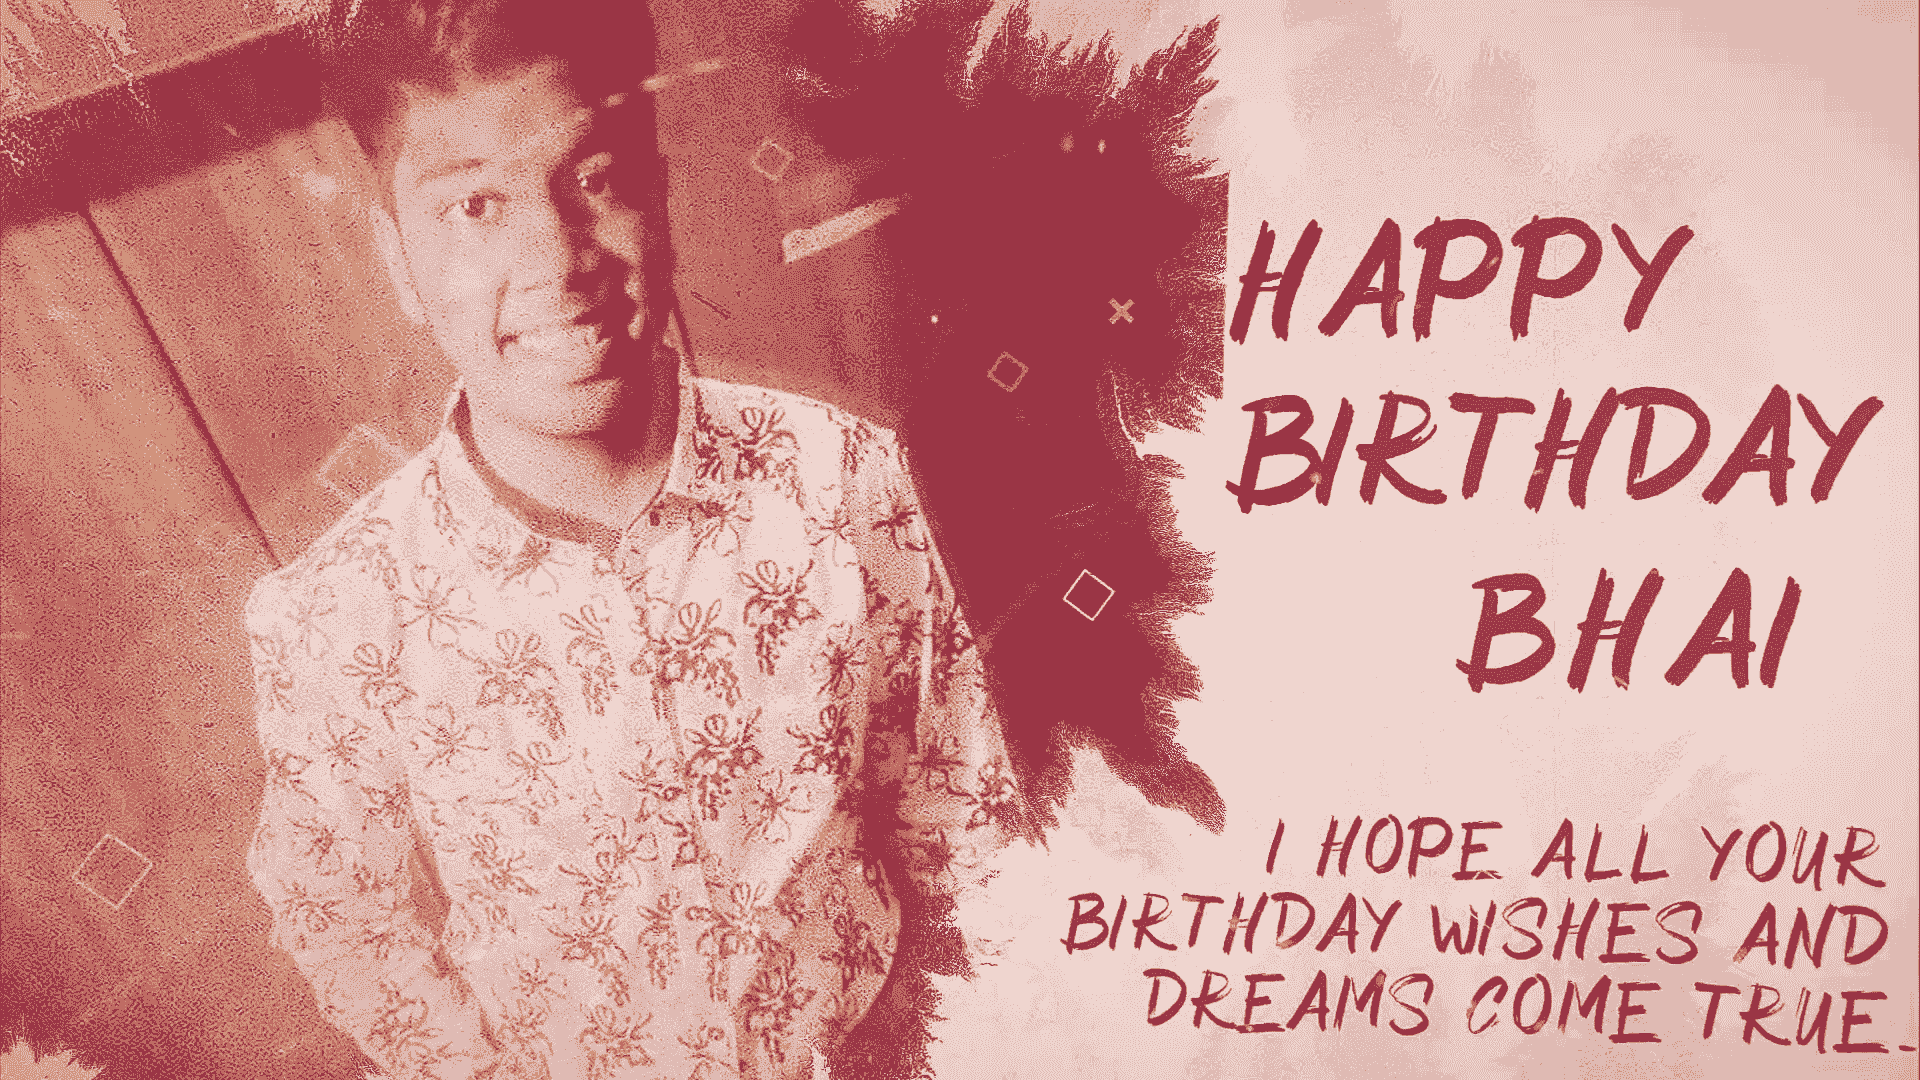 HAPPY
BIRTHDAY
BHAI
I HOPE ALL YOUR
BIRTHDAY WISHES AND
DREAMS COME TRUE.